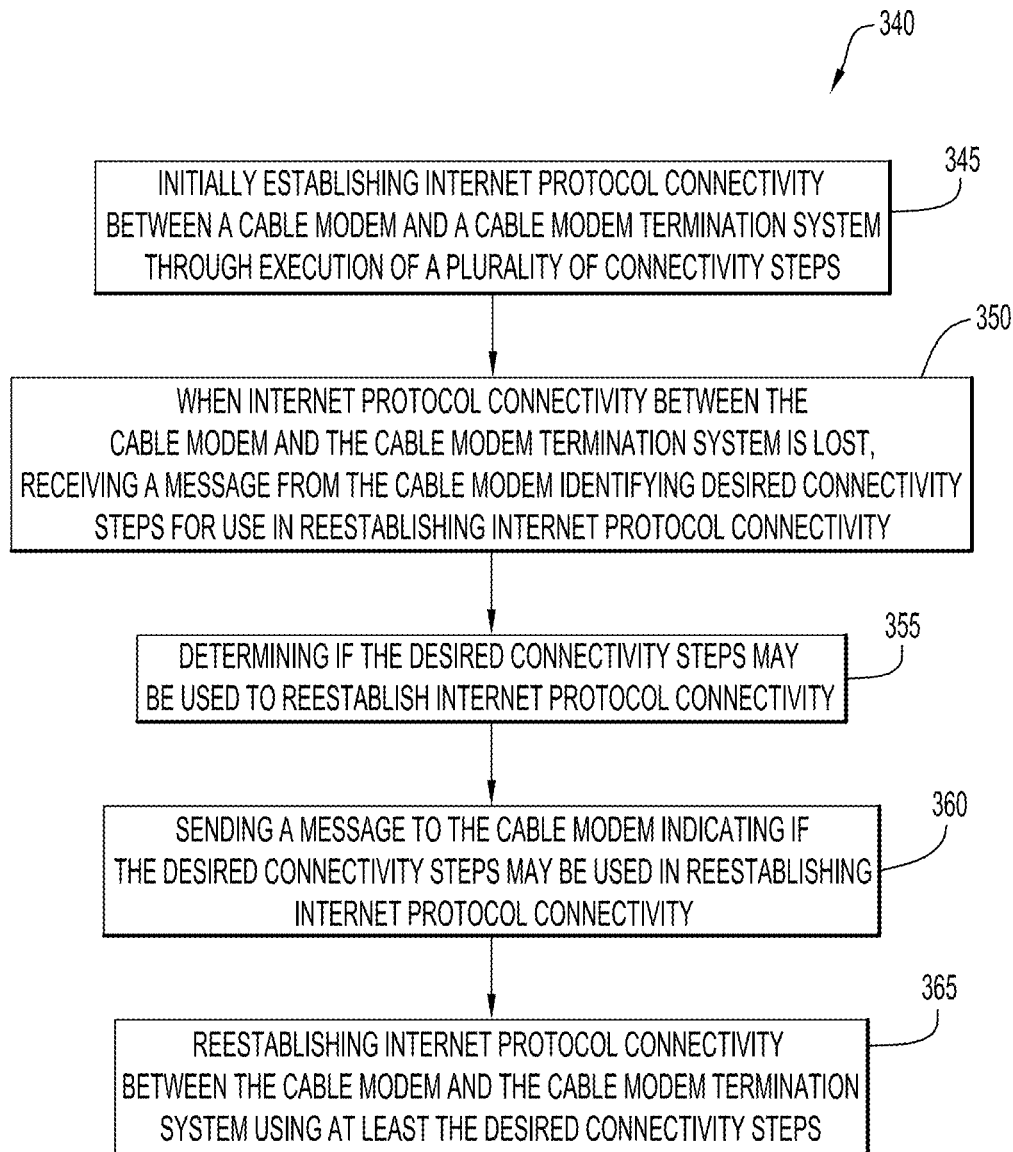 340
345
INITIALLY ESTABLISHING INTERNET PROTOCOL CONNECTIVITY
BETWEEN A CABLE MODEM AND A CABLE MODEM TERMINATION SYSTEM
THROUGH EXECUTION OF A PLURALITY OF CONNECTIVITY STEPS
350
WHEN INTERNET PROTOCOL CONNECTIVITY BETWEEN THE
CABLE MODEM AND THE CABLE MODEM TERMINATION SYSTEM IS LOST,
RECEIVING A MESSAGE FROM THE CABLE MODEM IDENTIFYING DESIRED CONNECTIVITY
STEPS FOR USE IN REESTABLISHING INTERNET PROTOCOL CONNECTIVITY
355
DETERMINING IF THE DESIRED CONNECTIVITY STEPS MAY
BE USED TO REESTABLISH INTERNET PROTOCOL CONNECTIVITY
360
SENDING A MESSAGE TO THE CABLE MODEM INDICATING IF
THE DESIRED CONNECTIVITY STEPS MAY BE USED IN REESTABLISHING
INTERNET PROTOCOL CONNECTIVITY
365
REESTABLISHING INTERNET PROTOCOL CONNECTIVITY
BETWEEN THE CABLE MODEM AND THE CABLE MODEM TERMINATION
SYSTEM USING AT LEAST THE DESIRED CONNECTIVITY STEPS